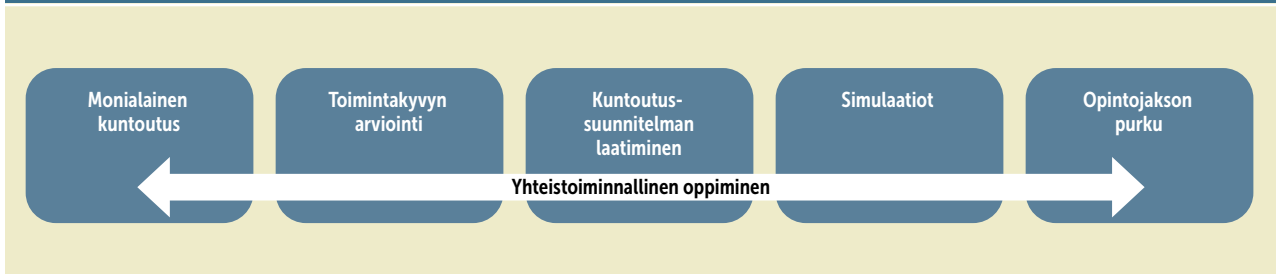 Monialainen
kuntoutus
Toimintakyvyn
arviointi
Kuntoutus-
suunnitelman
laatiminen
Simulaatiot
Opintojakson
purku
Yhteistoiminnallinen oppiminen